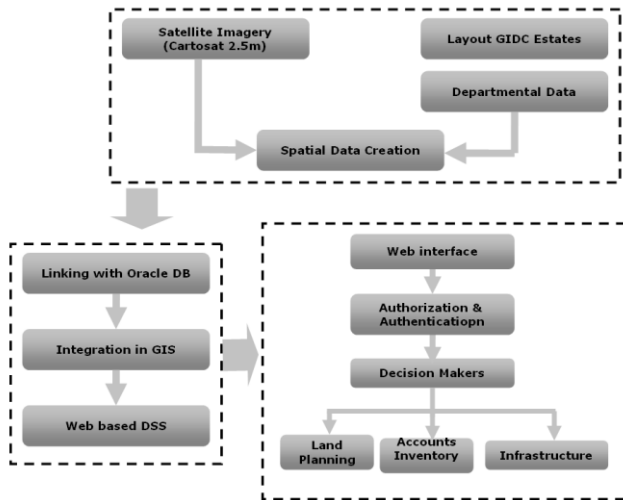 Satellite Imagery
(Cartosat 2.5m)
Layout GIDC Estates
Departmental Data
Spatial Data Creation
Linking with Oracle DB
Integration in GIS
Web based DSS
Web interface
Authorization &
Authenticatiopn
Decision Makers
Land
Planning
Accounts
Inventory
Infrastructure